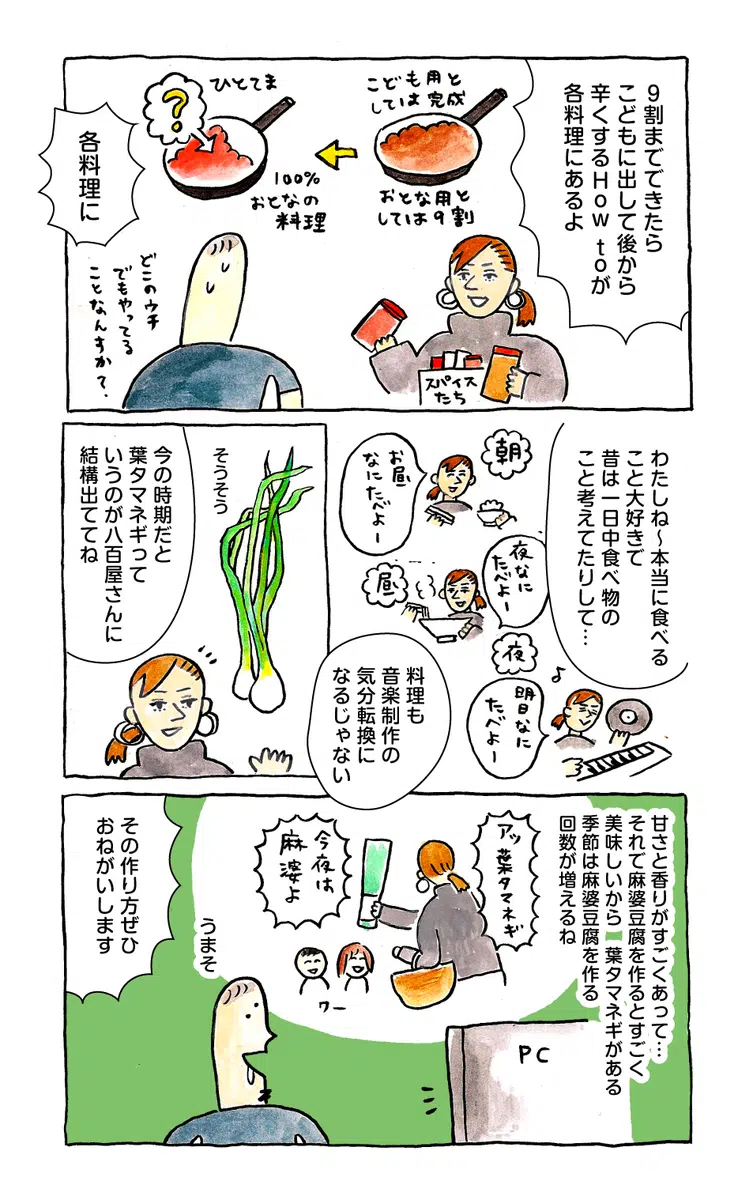 9割までできたら
こどもに出して後から
辛くするHow toが
各料理にあるよ
こども用と
しては完成
おとな用と
しては9割
ひとてま
?
100%
おとなの
料理
各料理に
スパイス
たち
どこのウチ
でもやってる
ことなんすかて.
わたしね〜本当に食べる
こと大好きで
昔は一日中食べ物の
こと考えてたりして…
朝
お昼
なにたべよー
昼
夜なに
たべよー
夜
明日なに
たべよー
♪
料理も
音楽制作の
気分転換に
なるじゃない
そうそう
今の時期だと
葉タマネギって
いうのが八百屋さんに
結構出ててね
甘さと香りがすごくあって…
それで麻婆豆腐を作るとすごく
美味しいから 葉タマネギがある
季節は麻婆豆腐を作る
回数が増えるね
アッ葉タマネギ
今夜は
麻婆よ
ワー
うまそ
その作り方ぜひ
おねがいします
PC